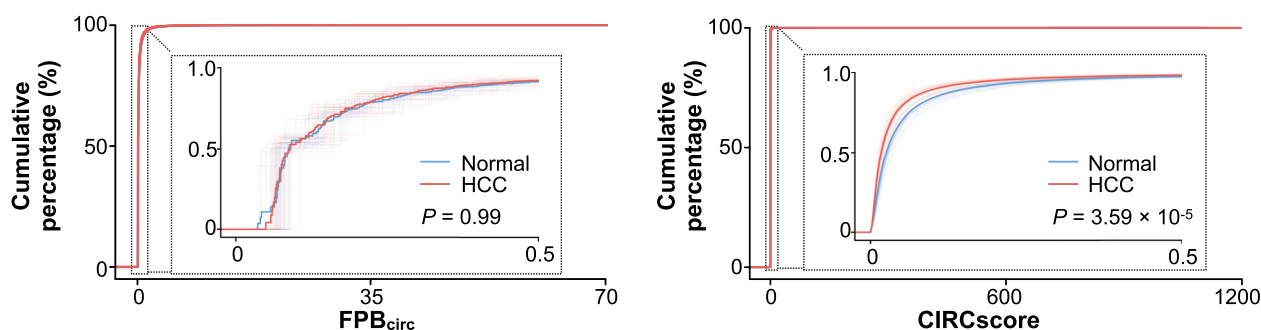 Cumulative
percentage (%)
100
50
0
1.0
0.5
0
Normal
HCC
P = 0.99
0
0.5
0
35
70
FPBcirc
Cumulative
percentage (%)
100
50
0
1.0
0.5
0
Normal
HCC
P = 3.59 × 10-5
0
0.5
0
600
1200
CIRCscore